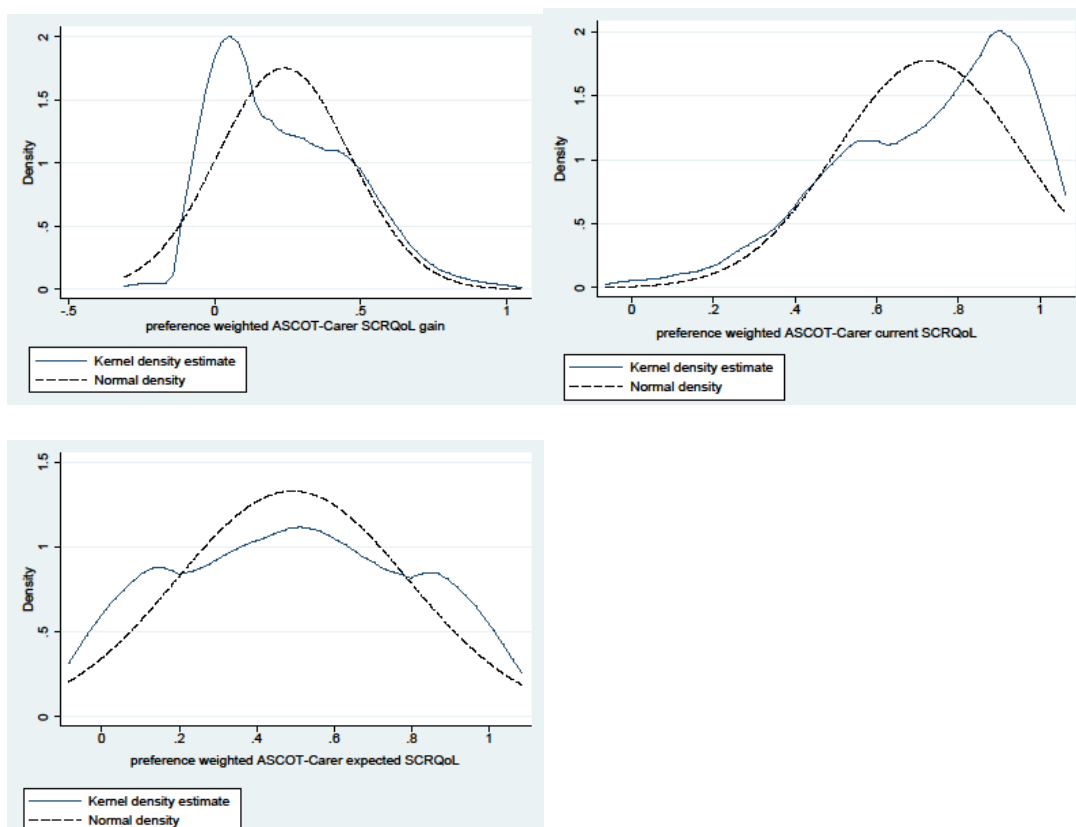 Density
2
1.5
1
.5
0
-.5 0 .5 1
preference weighted ASCOT-Carer SCRQoL gain
Kernel density estimate
Normal density
Density
2
1.5
1
.5
0
0 .2 .4 .6 .8 1
preference weighted ASCOT-Carer current SCRQoL
Kernel density estimate
Normal density
Density
1.5
1
.5
0
0 .2 .4 .6 .8 1
preference weighted ASCOT-Carer expected SCRQoL
Kernel density estimate
Normal density